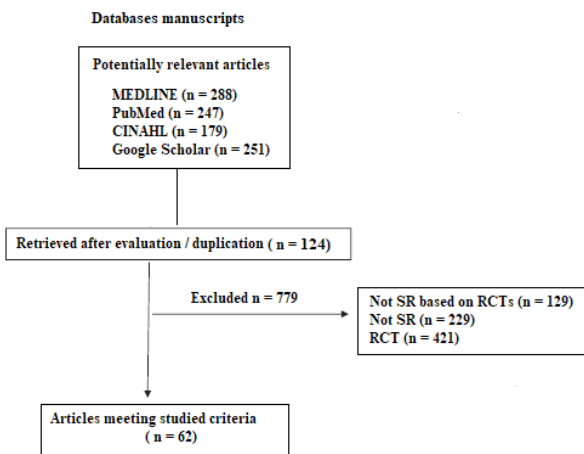 Databases manuscripts
Potentially relevant articles
MEDLINE (n = 288)
PubMed (n = 247)
CINAHL (n = 179)
Google Scholar (n = 251)
Retrieved after evaluation / duplication ( n = 124)
Excluded n = 779
Not SR based on RCTs (n = 129)
Not SR (n = 229)
RCT (n = 421)
Articles meeting studied criteria
( n = 62)